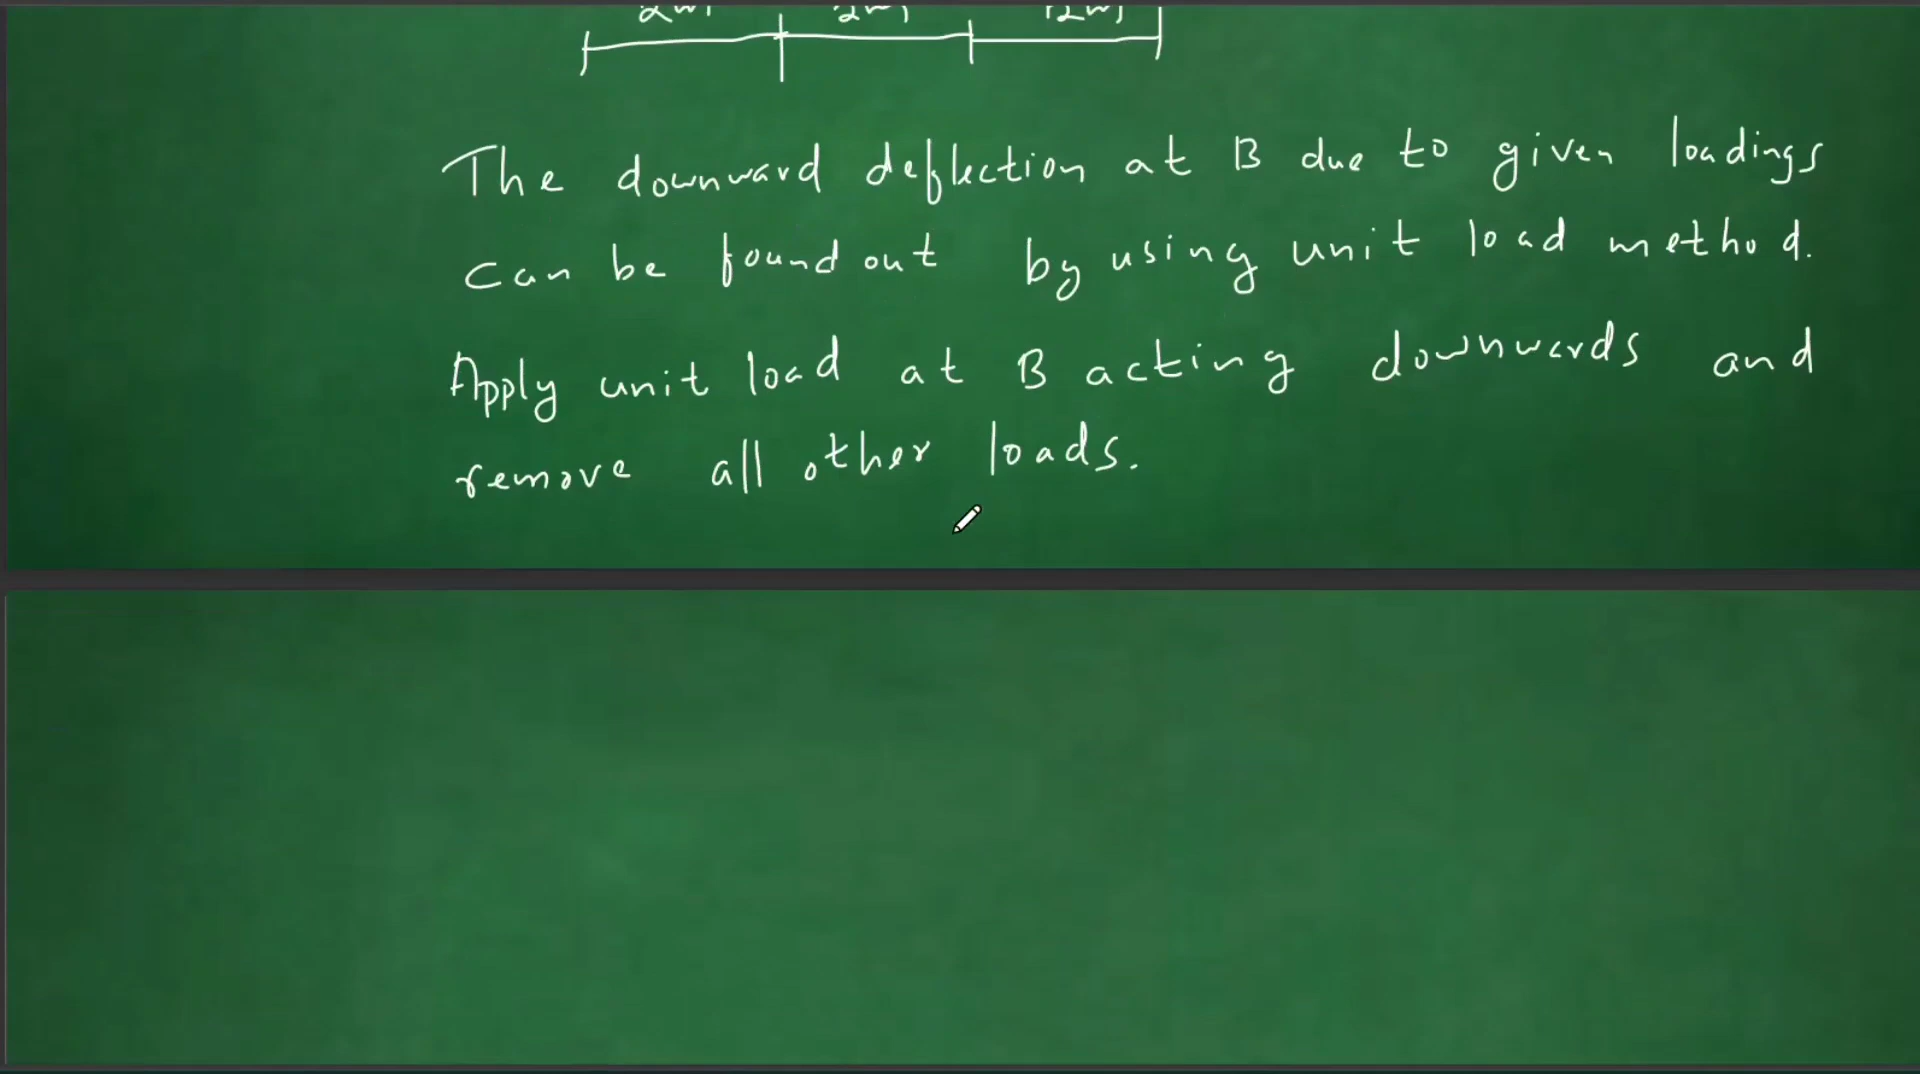 The downward deflection at B due to given loadings
can be found out by using unit load method.
Apply unit load at B acting downwards and
remove all other loads.